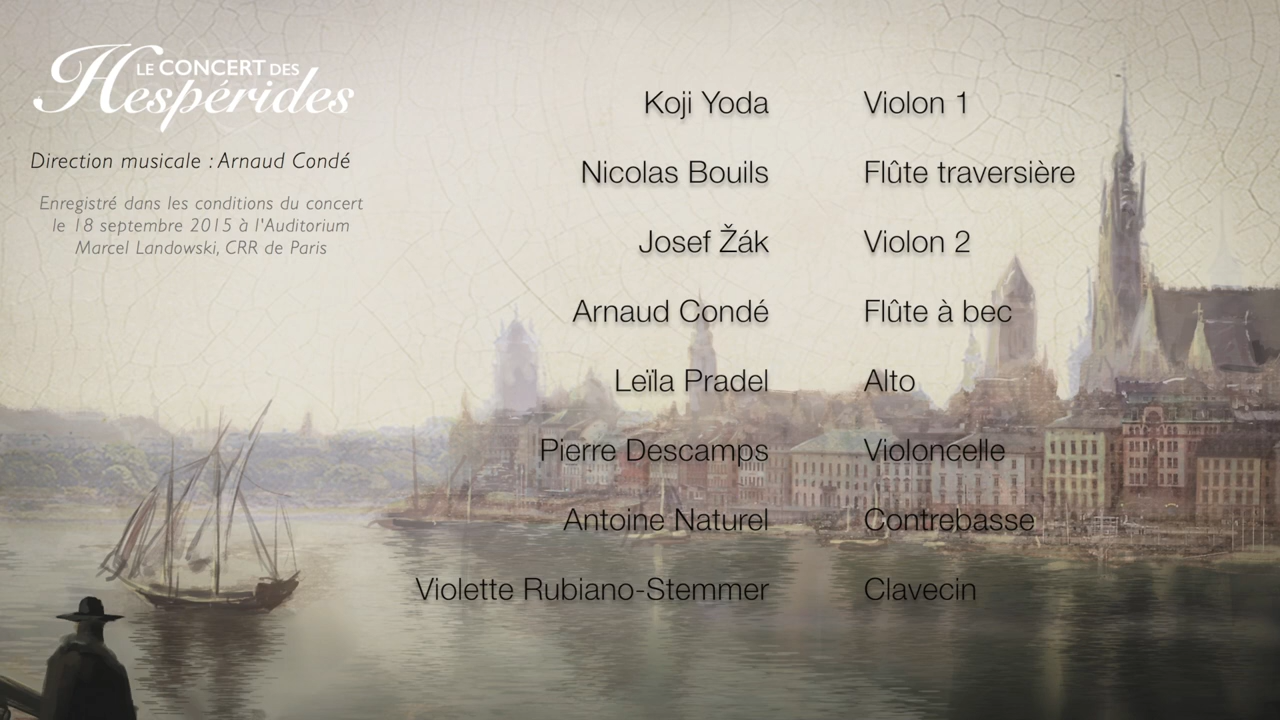 LE CONCERT DES
Hespérides
Direction musicale : Arnaud Condé
Enregistré dans les conditions du concert
le 18 septembre 2015 à l'Auditorium
Marcel Landowski, CRR de Paris
Koji Yoda Violon 1
Nicolas Bouils Flûte traversière
Josef Žák Violon 2
Arnaud Condé Flûte à bec
Leïla Pradel Alto
Pierre Descamps Violoncelle
Antoine Naturel Contrebasse
Violette Rubiano-Stemmer Clavecin